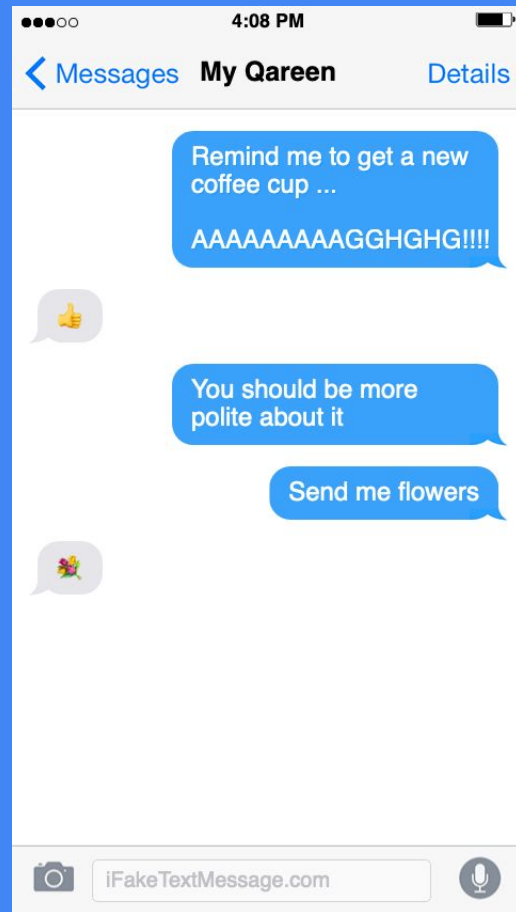 4:08 PM
Messages My Qareen Details
Remind me to get a new
coffee cup ...
AAAAAAAAAGGHGHG!!!!
👍
You should be more
polite about it
Send me flowers
💐
iFakeTextMessage.com